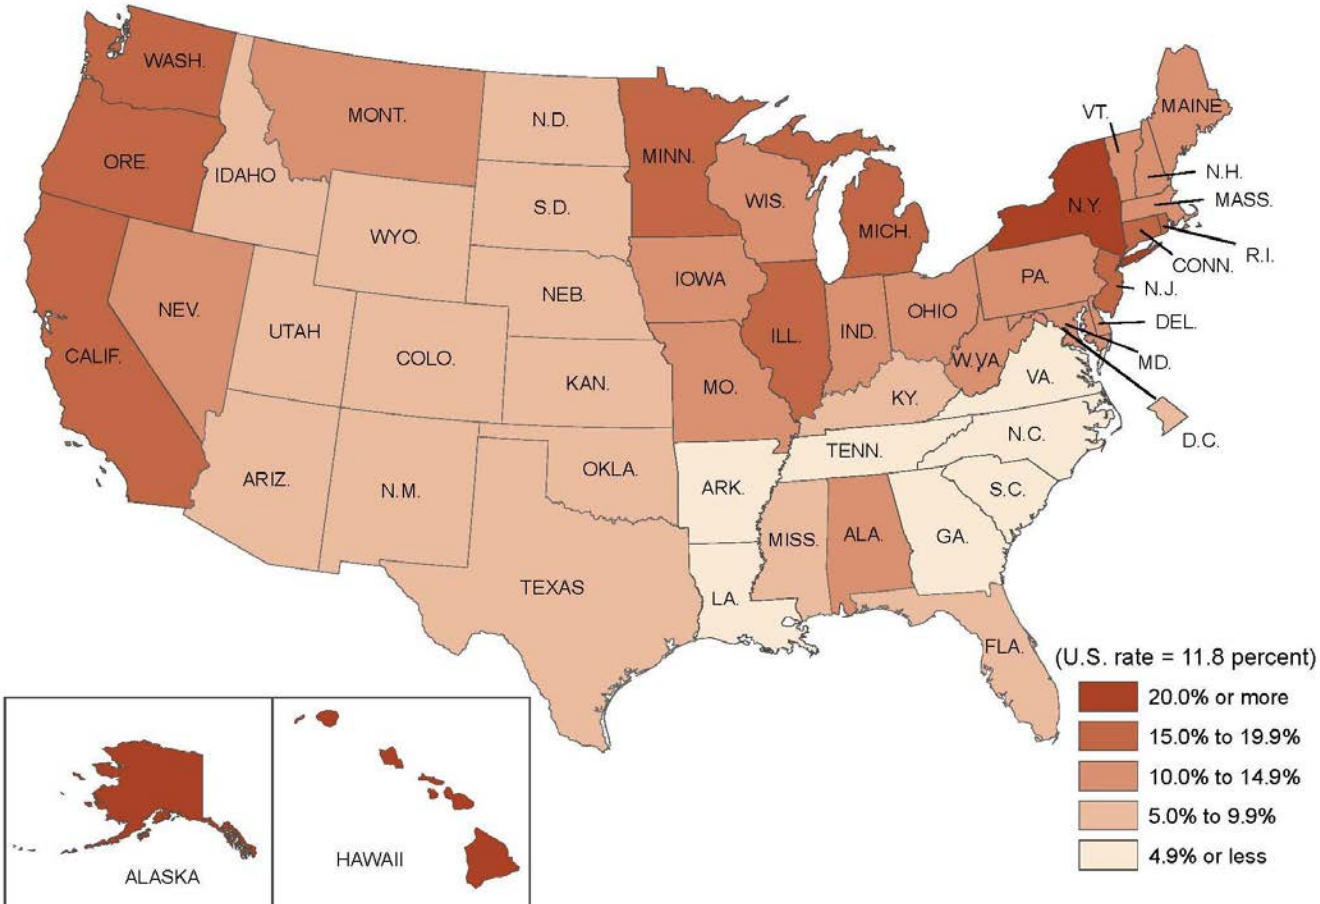 WASH.
MONT.
N.D.
MINN.
VT.
MAINE
ORE.
IDAHO
S.D.
WIS.
MICH.
N.Y.
N.H.
MASS.
R.I.
CONN.
WYO.
IOWA
PA.
N.J.
NEV.
UTAH
NEB.
ILL.
IND.
OHIO
DEL.
MD.
CALIF.
COLO.
KAN.
MO.
W.VA.
VA.
KY.
D.C.
ARIZ.
N.M.
OKLA.
ARK.
TENN.
N.C.
S.C.
TEXAS
LA.
MISS.
ALA.
GA.
FLA.
ALASKA
HAWAII
(U.S. rate = 11.8 percent)
20.0% or more
15.0% to 19.9%
10.0% to 14.9%
5.0% to 9.9%
4.9% or less